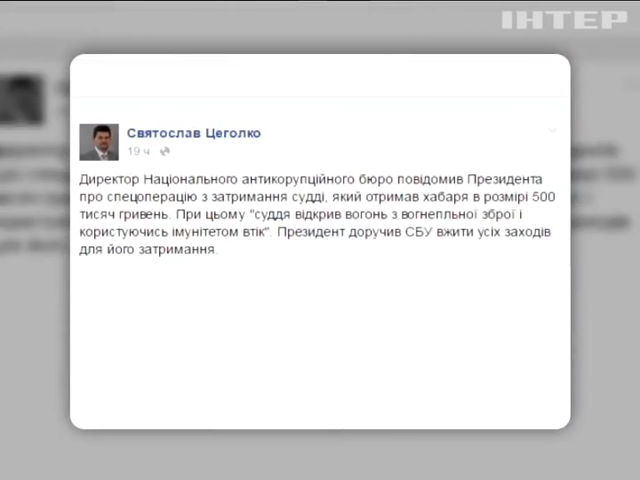 ІНТЕР
Святослав Цеголко
19 ч.
Директор Національного антикорупційного бюро повідомив Президента
про спецоперацію з затримання судді, який отримав хабаря в розмірі 500
тисяч гривень. При цьому "суддя відкрив вогонь з вогнепльної зброї і
користуючись імунітетом втік". Президент доручив СБУ вжити усіх заходів
для його затримання.